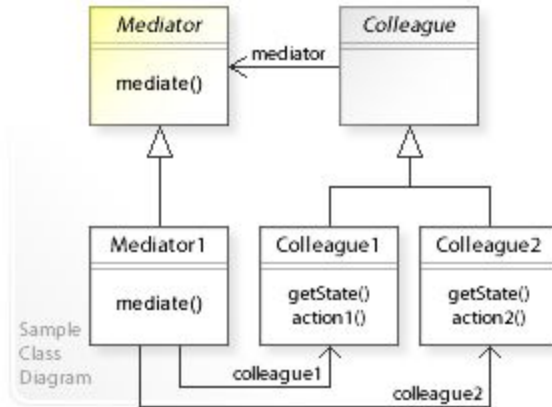 Mediator
Colleague
mediator
mediate()
Mediator1
Colleague1
Colleague2
mediate()
getState()
action1()
getState()
action2()
Sample
Class
Diagram
colleague1
colleague2